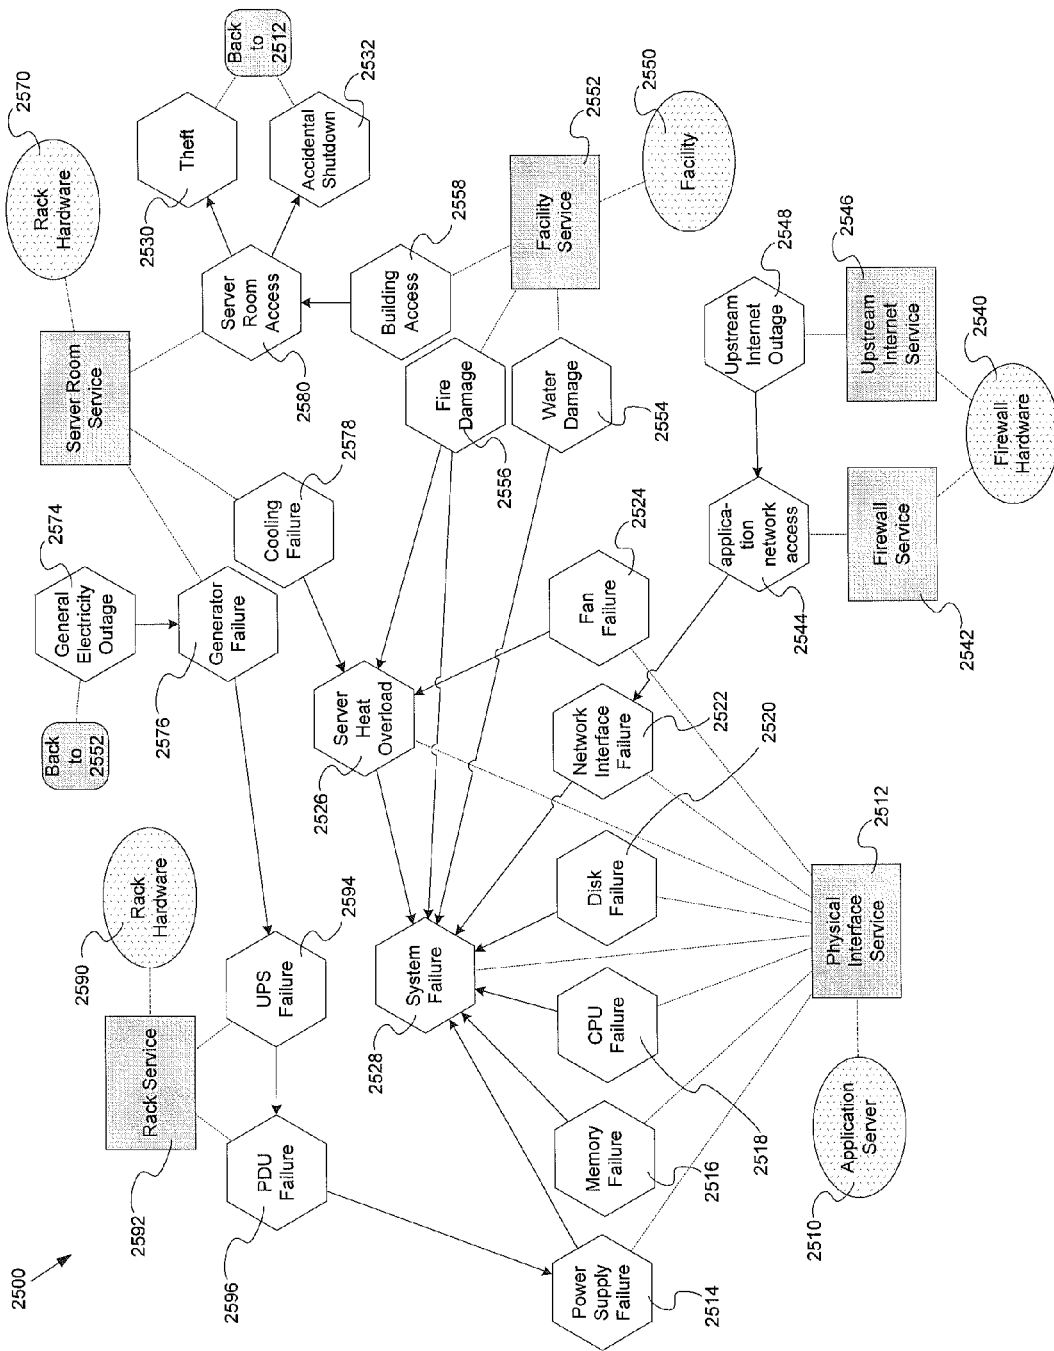 2500
2590
Rack
Hardware
Rack Service
2592
UPS
Failure
2594
PDU
Failure
2596
Back
to
2552
General
Electricity
Outage
2574
Generator
Failure
2576
Server Room
Service
Rack
Hardware
2570
Cooling
Failure
2578
Server
Room
Access
2580
Theft
2530
Accidental
Shutdown
2532
Back
to
2512
Building
Access
2558
Facility
Service
2552
Facility
2550
Fire
Damage
2556
Water
Damage
2554
Server
Heat
Overload
2526
System
Failure
2528
Power
Supply
Failure
2514
Memory
Failure
2516
CPU
Failure
2518
Disk
Failure
2520
Network
Interface
Failure
2522
Fan
Failure
2524
applica-
tion
network
access
2544
Upstream
Internet
Outage
2548
Upstream
Internet
Service
2546
Firewall
Service
2542
Firewall
Hardware
2540
Physical
Interface
Service
2512
Application
Server
2510